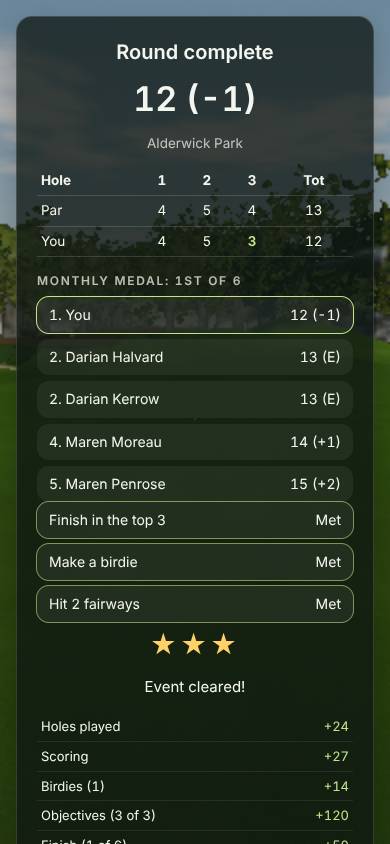 Round complete
12 (-1)
Alderwick Park
Hole 1 2 3 Tot
Par 4 5 4 13
You 4 5 3 12
MONTHLY MEDAL: 1ST OF 6
1. You 12 (-1)
2. Darian Halvard 13 (E)
2. Darian Kerrow 13 (E)
4. Maren Moreau 14 (+1)
5. Maren Penrose 15 (+2)
Finish in the top 3 Met
Make a birdie Met
Hit 2 fairways Met
Event cleared!
Holes played +24
Scoring +27
Birdies (1) +14
Objectives (3 of 3) +120
Finish (1 of 6)